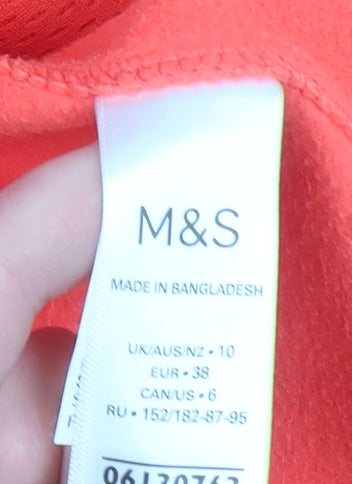 M&S
MADE IN BANGLADESH
UK/AUS/NZ • 10
EUR • 38
CAN/US • 6
RU • 152/182-87-95